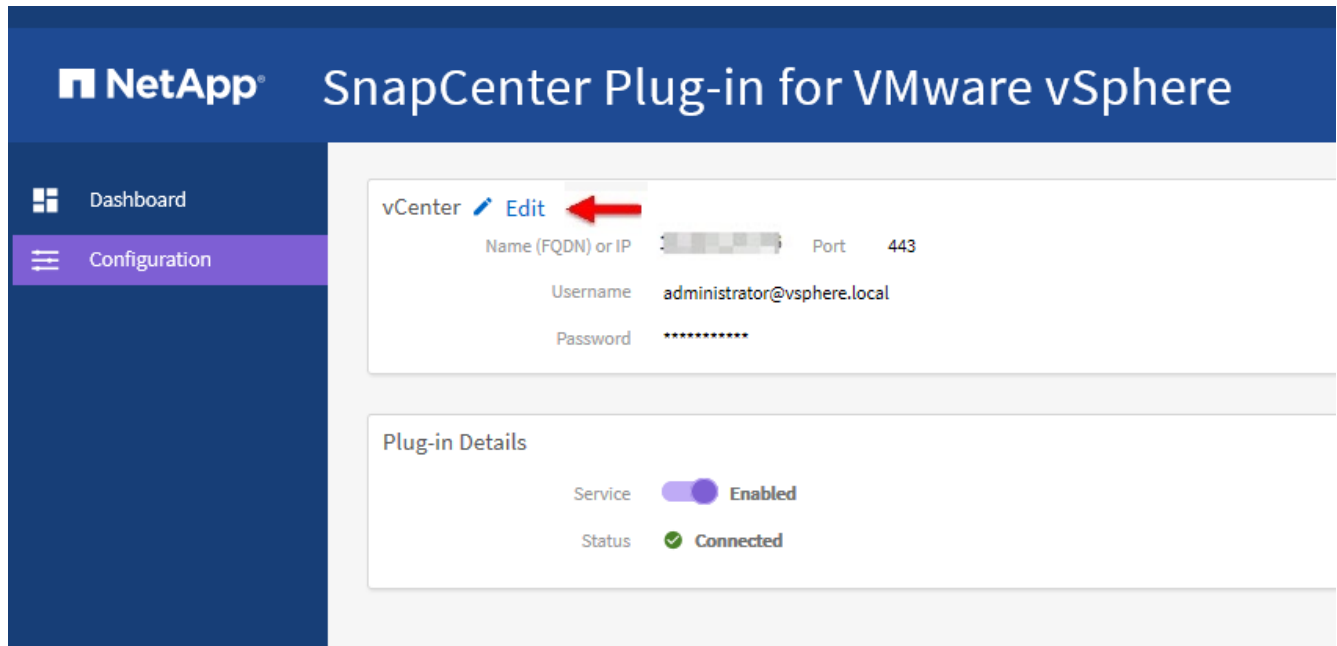 NetApp® SnapCenter Plug-in for VMware vSphere
Dashboard
Configuration
vCenter Edit
Name (FQDN) or IP Port 443
Username administrator@vsphere.local
Password ***********
Plug-in Details
Service Enabled
Status Connected